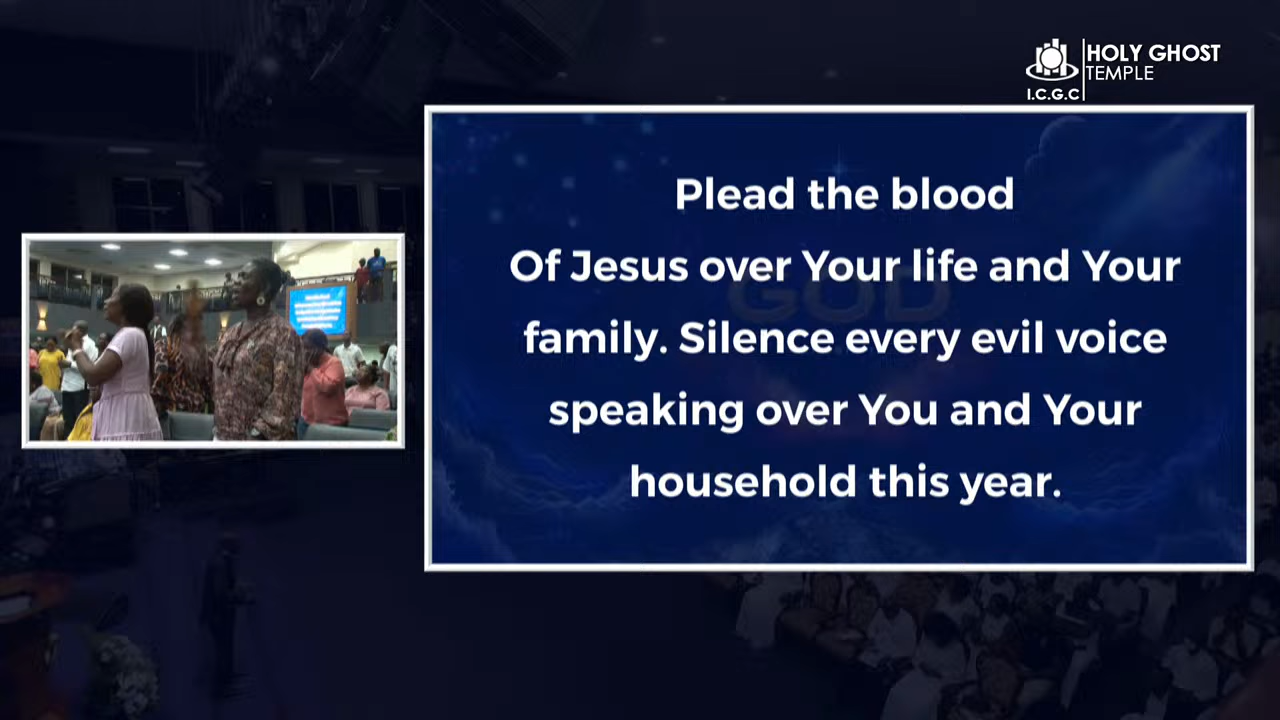 HOLY GHOST
TEMPLE
I.C.G.C
Plead the blood
Of Jesus over Your life and Your
family. Silence every evil voice
speaking over You and Your
household this year.